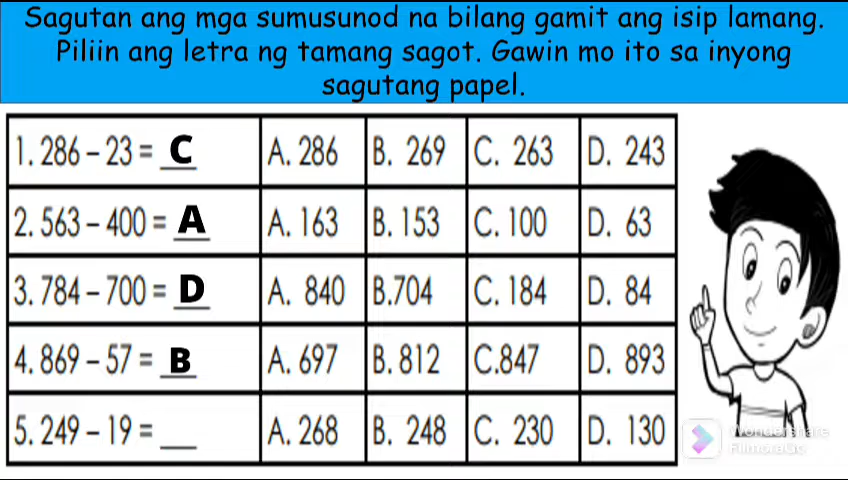 Sagutan ang mga sumusunod na bilang gamit ang isip lamang.
Piliin ang letra ng tamang sagot. Gawin mo ito sa inyong
sagutang papel.
1. 286 – 23 = C A. 286 B. 269 C. 263 D. 243
2. 563 – 400 = A A. 163 B. 153 C. 100 D. 63
3. 784 – 700 = D A. 840 B.704 C. 184 D. 84
4. 869 – 57 = B A. 697 B. 812 C.847 D. 893
5. 249 – 19 = __ A. 268 B. 248 C. 230 D. 130
Wondershare
FilmoraGo